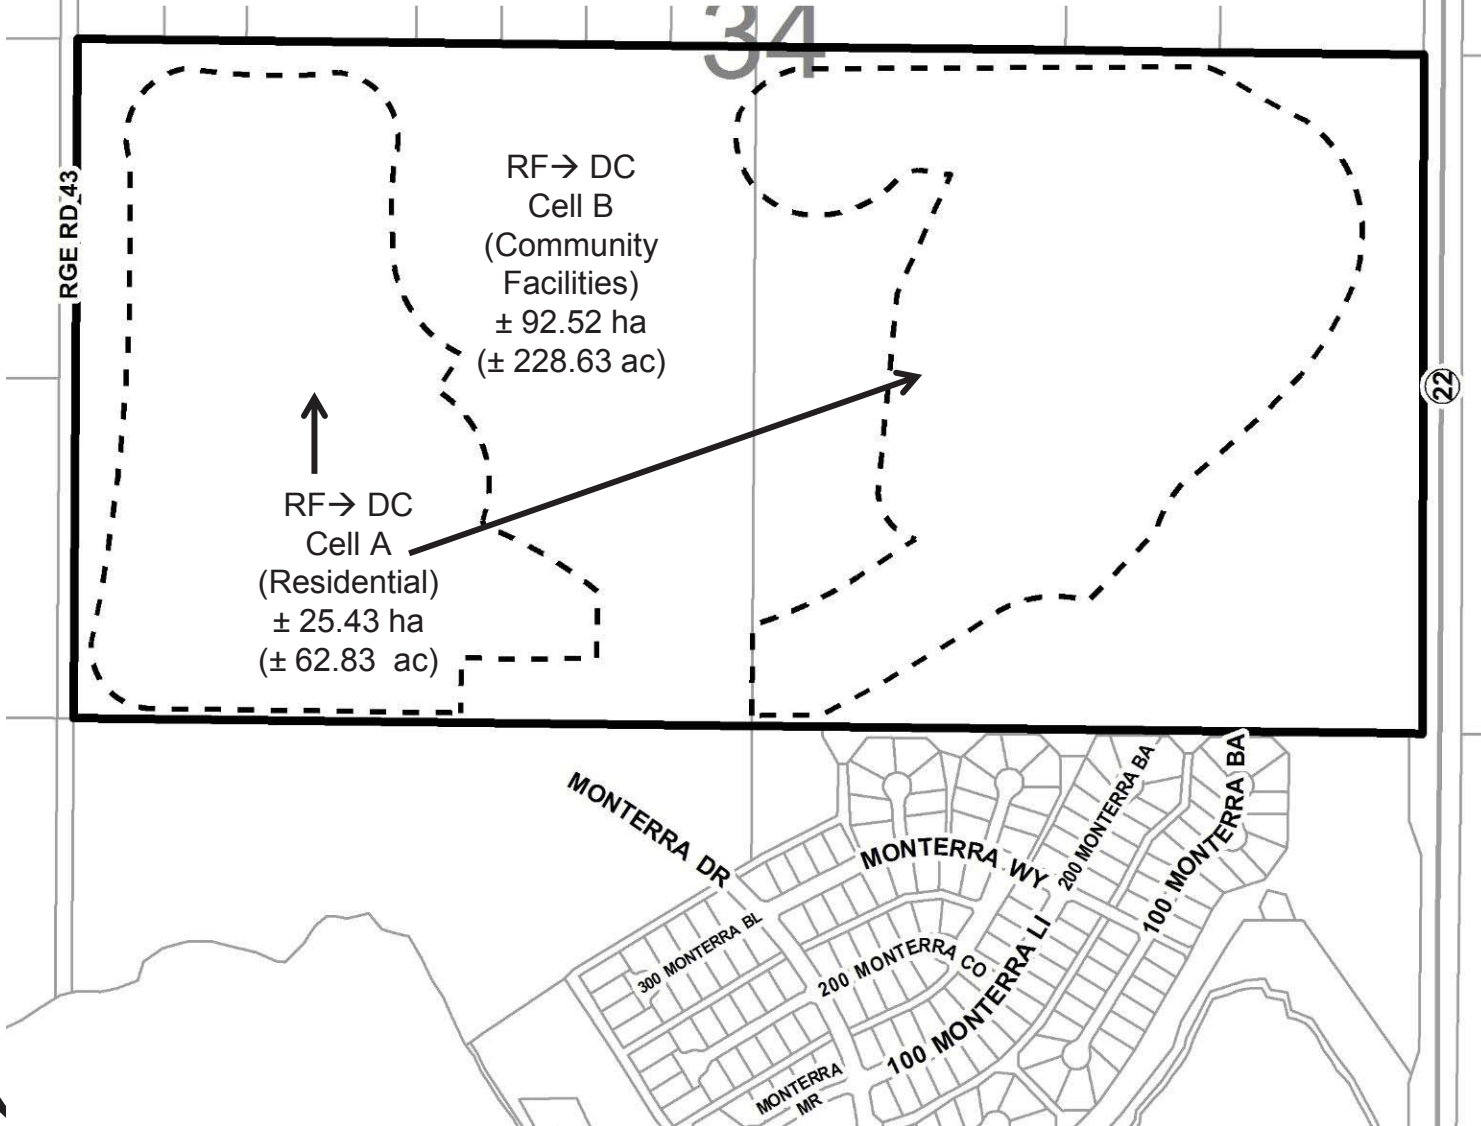 34
RGE RD 43
RF→ DC
Cell B
(Community
Facilities)
± 92.52 ha
(± 228.63 ac)
22
RF→ DC
Cell A
(Residential)
± 25.43 ha
(± 62.83 ac)
MONTERRA DR
MONTERRA WY
200 MONTERRA BA
100 MONTERRA BA
300 MONTERRA BL
200 MONTERRA CO
100 MONTERRA LI
MONTERRA
MR